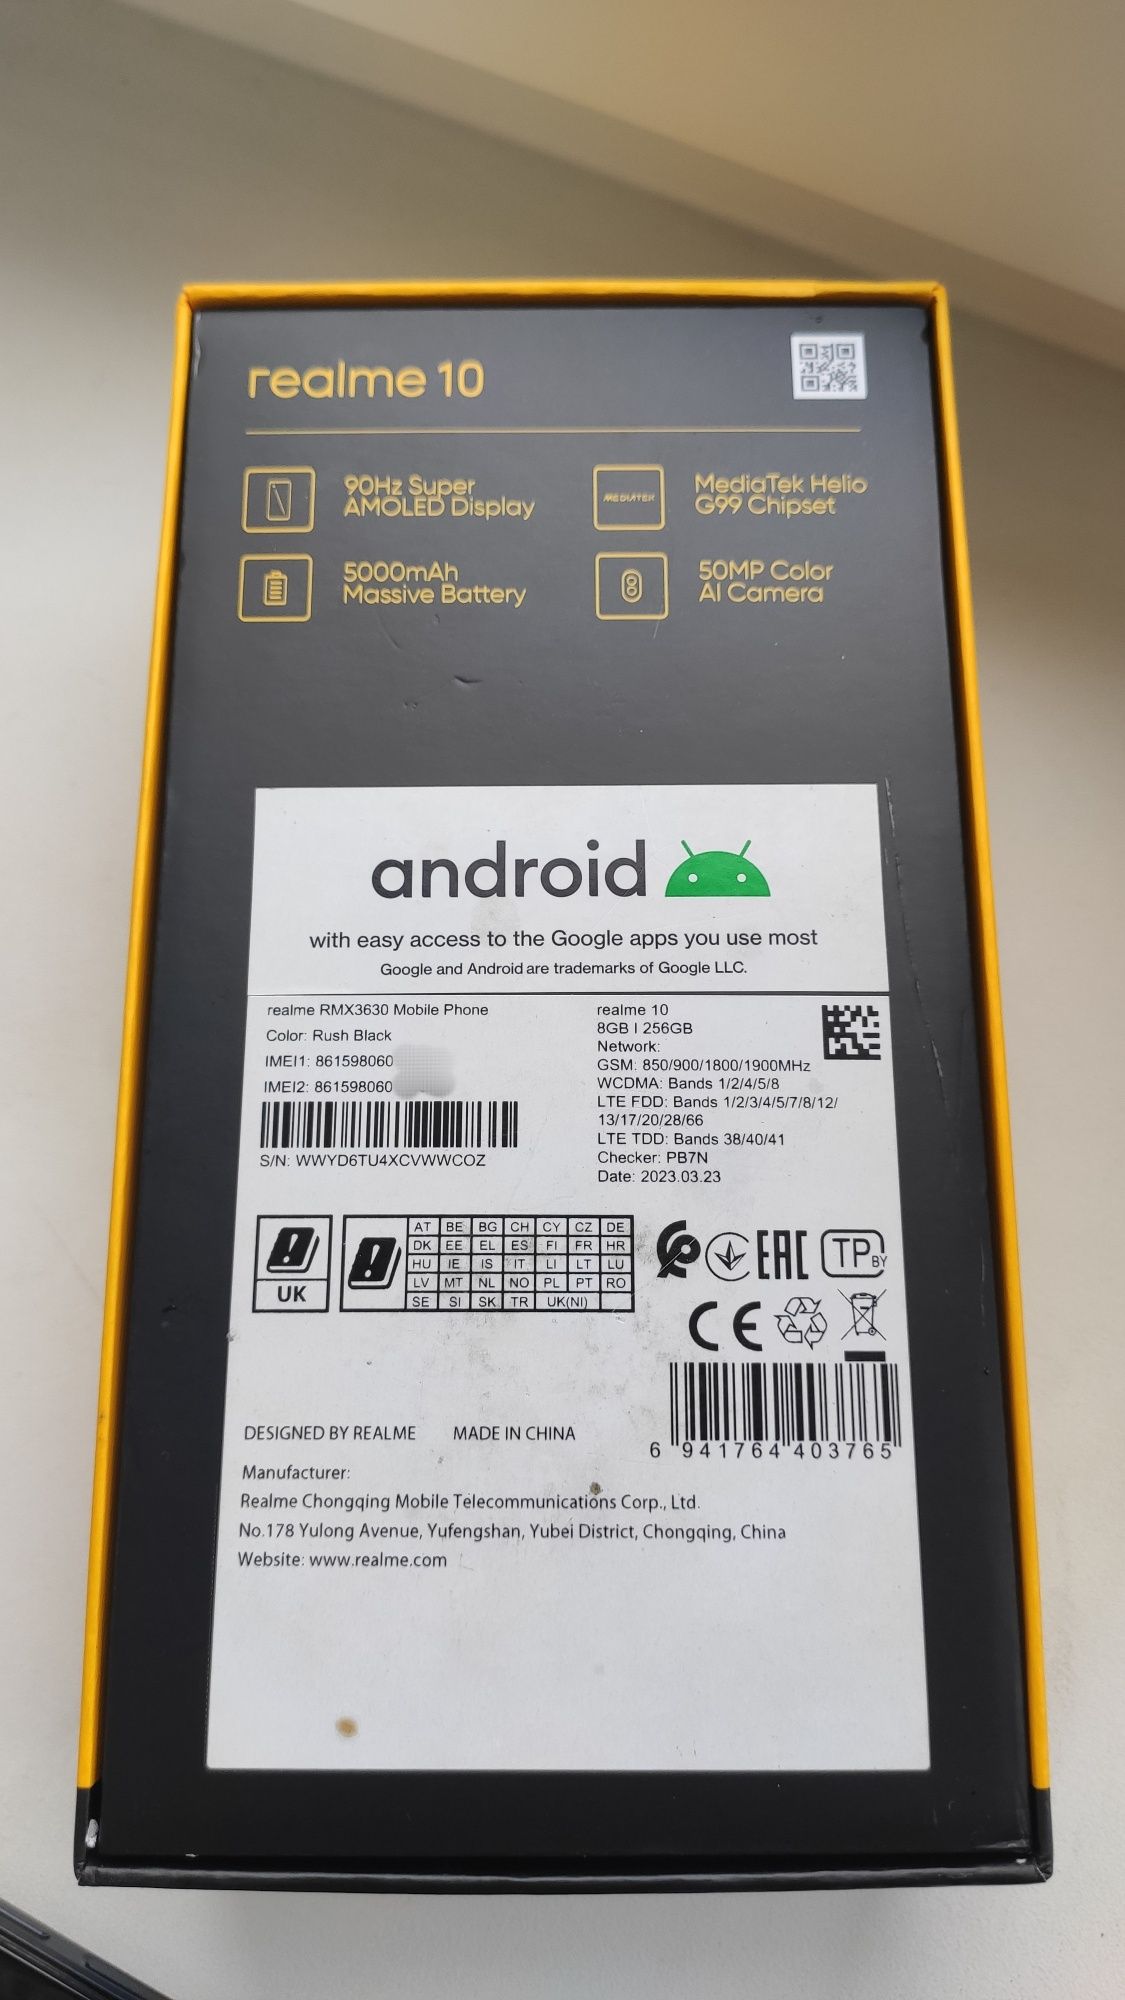 realme 10
90Hz Super
AMOLED Display
MEDIATEK
MediaTek Helio
G99 Chipset
5000mAh
Massive Battery
50MP Color
AI Camera
android
with easy access to the Google apps you use most
Google and Android are trademarks of Google LLC.
realme RMX3630 Mobile Phone
Color: Rush Black
IMEI1: 861598060
IMEI2: 861598060
S/N: WWYD6TU4XCVWWCOZ
realme 10
8GB | 256GB
Network:
GSM: 850/900/1800/1900MHz
WCDMA: Bands 1/2/4/5/8
LTE FDD: Bands 1/2/3/4/5/7/8/12/
13/17/20/28/66
LTE TDD: Bands 38/40/41
Checker: PB7N
Date: 2023.03.23
UK
AT BE BG CH CY CZ DE
DK EE EL ES FI FR HR
HU IE IS IT LI LT LU
LV MT NL NO PL PT RO
SE SI SK TR UK(NI)
EAC
TP BY
CE
6 941764 403765
DESIGNED BY REALME MADE IN CHINA
Manufacturer:
Realme Chongqing Mobile Telecommunications Corp., Ltd.
No.178 Yulong Avenue, Yufengshan, Yubei District, Chongqing, China
Website: www.realme.com